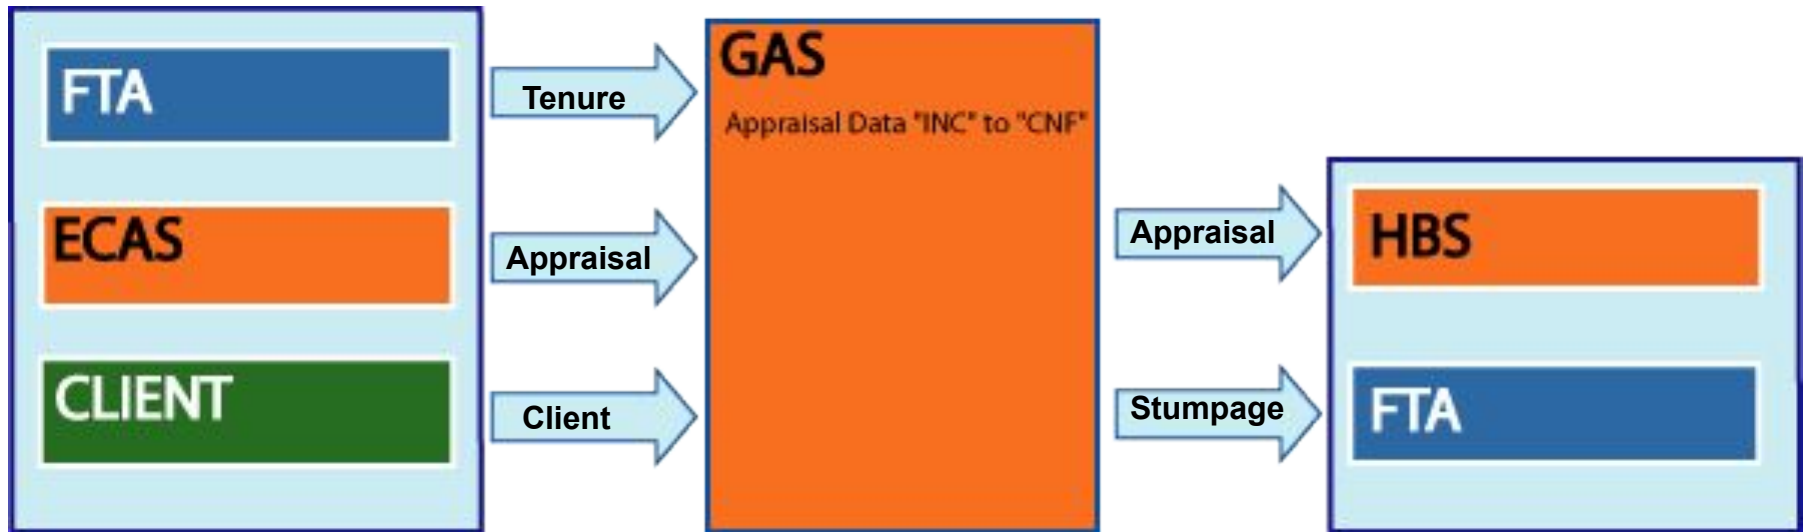 FTA
ECAS
CLIENT
Tenure
Appraisal
Client
GAS
Appraisal Data "INC" to "CNF"
Appraisal
Stumpage
HBS
FTA